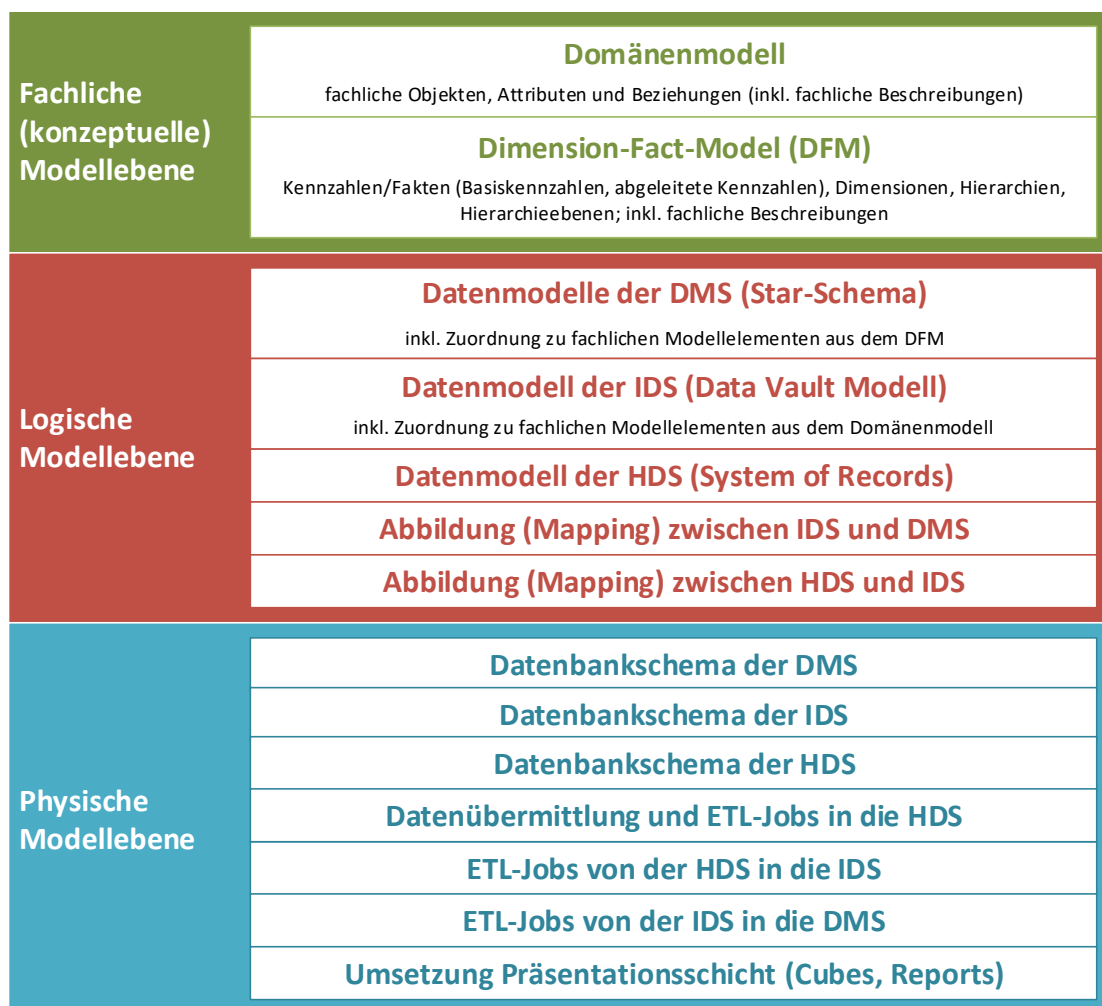 Fachliche
(konzeptuelle)
Modellebene
Domänenmodell
fachliche Objekten, Attributen und Beziehungen (inkl. fachliche Beschreibungen)
Dimension-Fact-Model (DFM)
Kennzahlen/Fakten (Basiskennzahlen, abgeleitete Kennzahlen), Dimensionen, Hierarchien,
Hierarchieebenen; inkl. fachliche Beschreibungen
Logische
Modellebene
Datenmodelle der DMS (Star-Schema)
inkl. Zuordnung zu fachlichen Modellelementen aus dem DFM
Datenmodell der IDS (Data Vault Modell)
inkl. Zuordnung zu fachlichen Modellelementen aus dem Domänenmodell
Datenmodell der HDS (System of Records)
Abbildung (Mapping) zwischen IDS und DMS
Abbildung (Mapping) zwischen HDS und IDS
Physische
Modellebene
Datenbankschema der DMS
Datenbankschema der IDS
Datenbankschema der HDS
Datenübermittlung und ETL-Jobs in die HDS
ETL-Jobs von der HDS in die IDS
ETL-Jobs von der IDS in die DMS
Umsetzung Präsentationsschicht (Cubes, Reports)